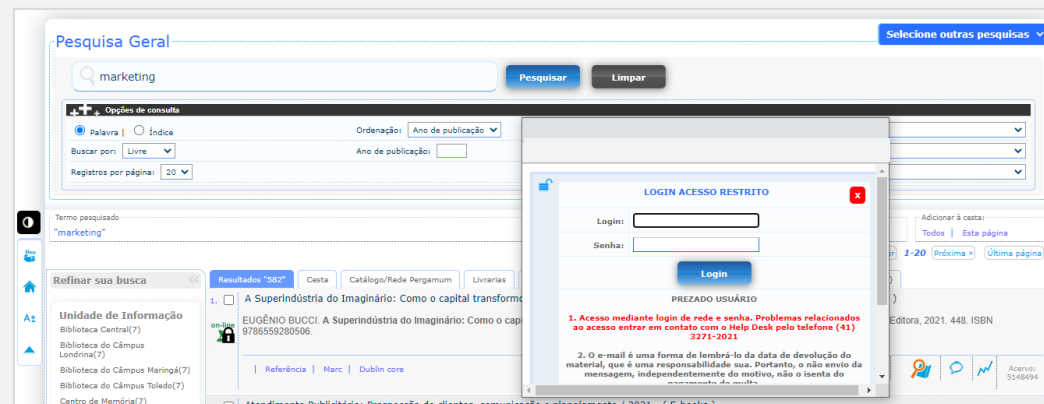 Pesquisa Geral
Selecione outras pesquisas
marketing
Pesquisar
Limpar
Opções de consulta
Palavra |
Índice
Ordenação:
Ano de publicação
Buscar por:
Livre
Ano de publicação:
Registros por página:
20
LOGIN ACESSO RESTRITO
x
Login:
Senha:
Login
PREZADO USUÁRIO
1. Acesso mediante login de rede e senha. Problemas relacionados
ao acesso entrar em contato com o Help Desk pelo telefone (41)
3271-2021
2. O e-mail é uma forma de lembrá-lo da data de devolução do
material, que é uma responsabilidade sua. Portanto, o não envio da
mensagem, independentemente do motivo, não o isenta do
pagamento de multa
Termo pesquisado
"marketing"
Adicionar à cesta:
Todos | Esta página
1-20
Próxima »
Última página
Meu
A±
Refinar sua busca
Resultados "582"
Cesta
Catálogo/Rede Pergamum
Livrarias
Unidade de Informação
Biblioteca Central(7)
Biblioteca do Câmpus
Londrina(7)
Biblioteca do Câmpus Maringá(7)
Biblioteca do Câmpus Toledo(7)
Centro de Memória(7)
1.
A Superindústria do Imaginário: Como o capital
on-line
EUGÊNIO BUCCI. A Superindústria do Imaginário: Como o
Editora, 2021. 448. ISBN
9786559280506.
| Referência | Marc | Dublin core
Acervo:
5148494